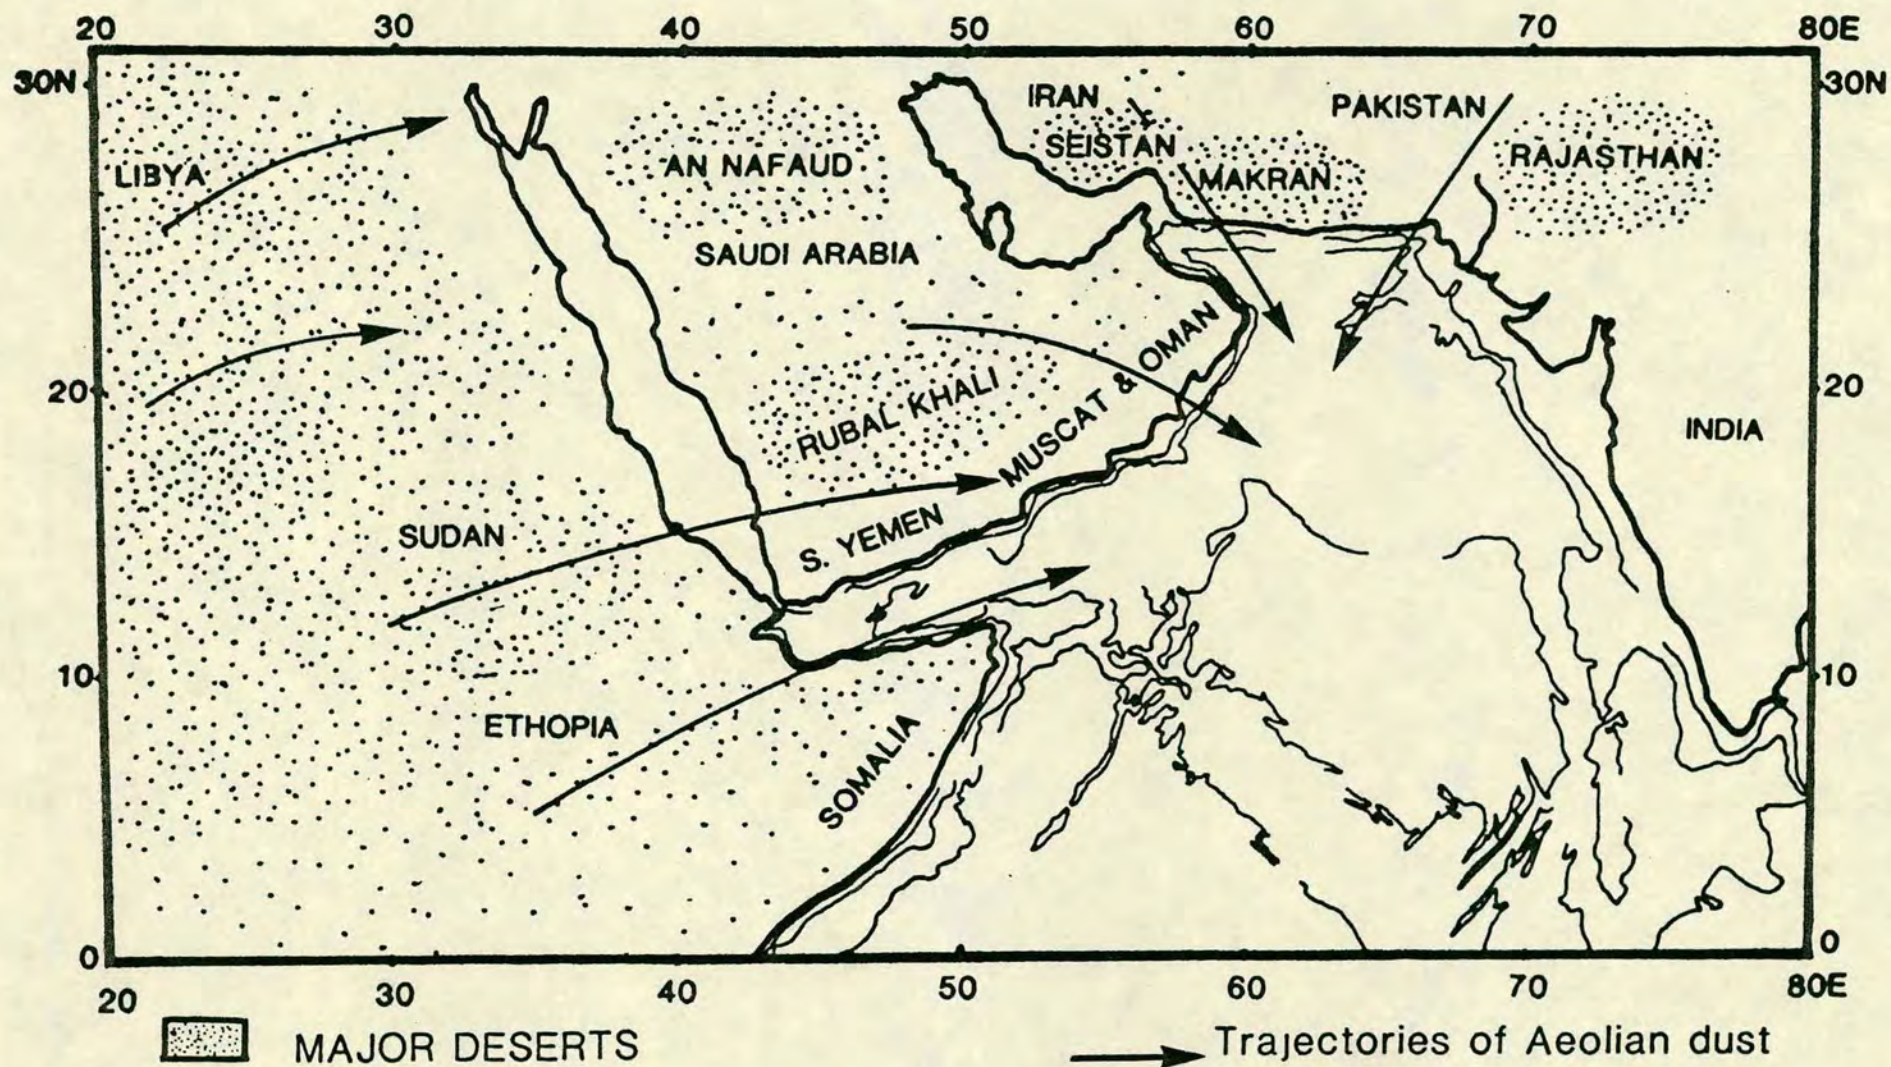 20 30 40 50 60 70 80E
30N 30N
IRAN
PAKISTAN
SEISTAN
RAJASTHAN
LIBYA
AN NAFAUD
MAKRAN
SAUDI ARABIA
MUSCAT & OMAN
20 20
RUBAL KHALI
INDIA
SUDAN
S. YEMEN
10 10
ETHOPIA
SOMALIA
0 0
20 30 40 50 60 70 80E
MAJOR DESERTS
Trajectories of Aeolian dust